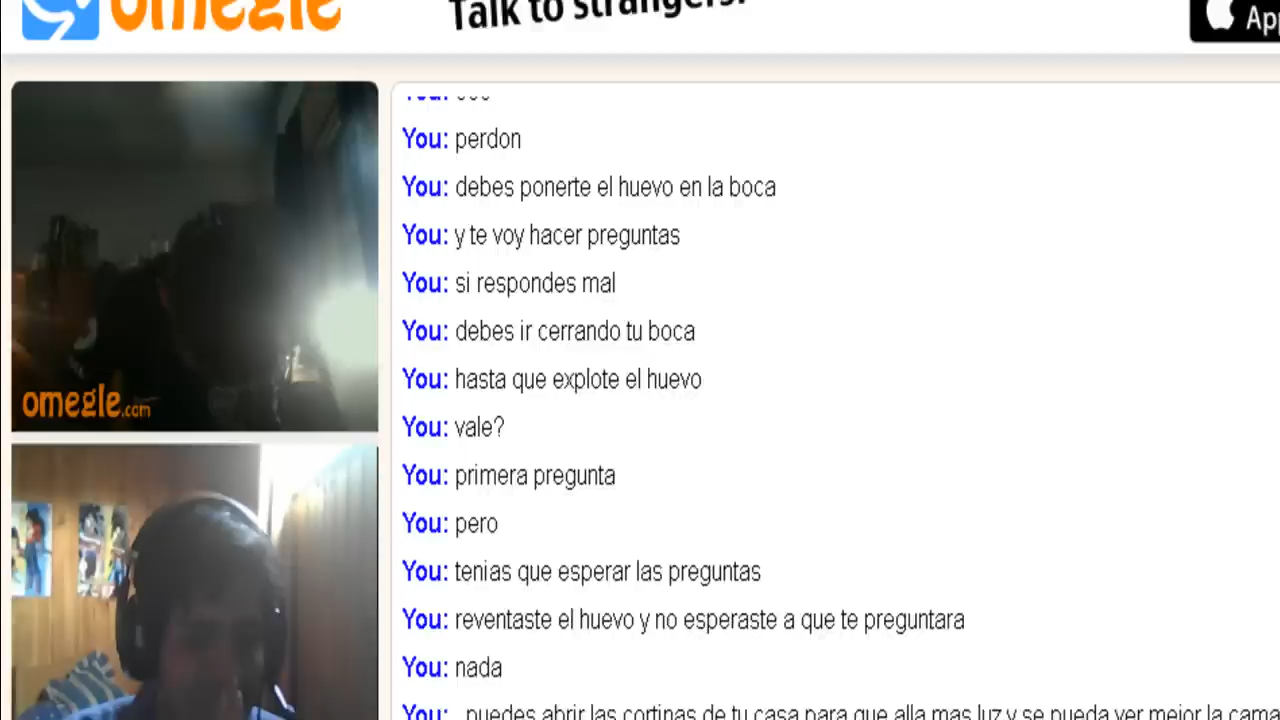 omegle
Talk to strangers!
App
You:
You: perdon
You: debes ponerte el huevo en la boca
You: y te voy hacer preguntas
You: si respondes mal
You: debes ir cerrando tu boca
You: hasta que explote el huevo
You: vale?
You: primera pregunta
You: pero
You: tenias que esperar las preguntas
You: reventaste el huevo y no esperaste a que te preguntara
You: nada
You: puedes abrir las cortinas de tu casa para que alla mas luz y se pueda ver mejor la cama
omegle.com